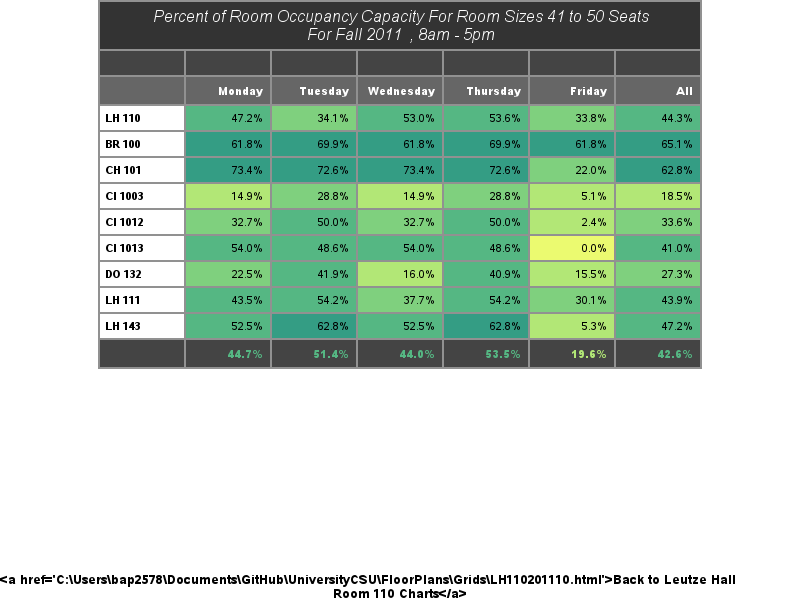 Percent of Room Occupancy Capacity For Room Sizes 41 to 50 Seats
For Fall 2011 , 8am - 5pm
Monday Tuesday Wednesday Thursday Friday All
LH 110 47.2% 34.1% 53.0% 53.6% 33.8% 44.3%
BR 100 61.8% 69.9% 61.8% 69.9% 61.8% 65.1%
CH 101 73.4% 72.6% 73.4% 72.6% 22.0% 62.8%
CI 1003 14.9% 28.8% 14.9% 28.8% 5.1% 18.5%
CI 1012 32.7% 50.0% 32.7% 50.0% 2.4% 33.6%
CI 1013 54.0% 48.6% 54.0% 48.6% 0.0% 41.0%
DO 132 22.5% 41.9% 16.0% 40.9% 15.5% 27.3%
LH 111 43.5% 54.2% 37.7% 54.2% 30.1% 43.9%
LH 143 52.5% 62.8% 52.5% 62.8% 5.3% 47.2%
44.7% 51.4% 44.0% 53.5% 19.6% 42.6%
<a href='C:\Users\bap2578\Documents\GitHub\UniversityCSU\FloorPlans\Grids\LH110201110.html'>Back to Leutze Hall
Room 110 Charts</a>